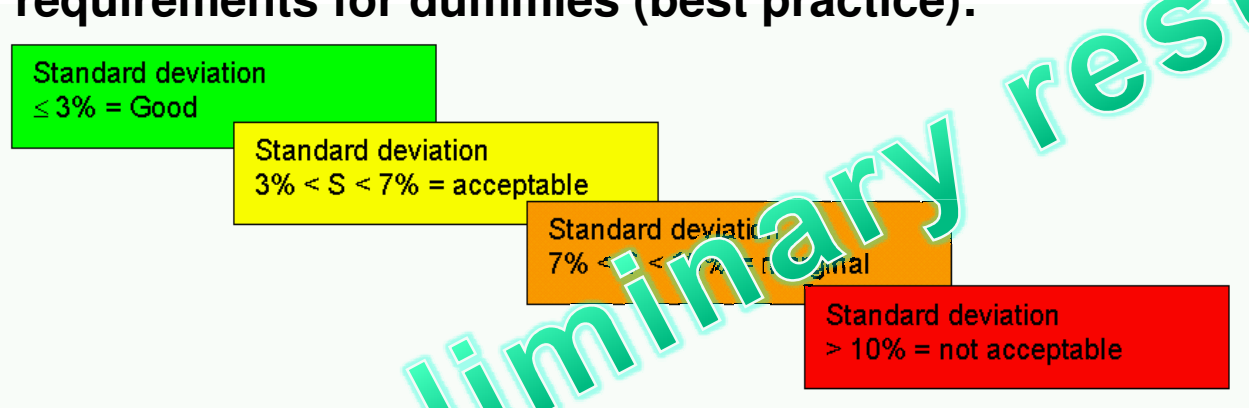 requirements for dummies (best practice):
Standard deviation
≤ 3% = Good
Standard deviation
3% < S < 7% = acceptable
Standard deviation
7% < < = marginal
Standard deviation
> 10% = not acceptable
liminary res